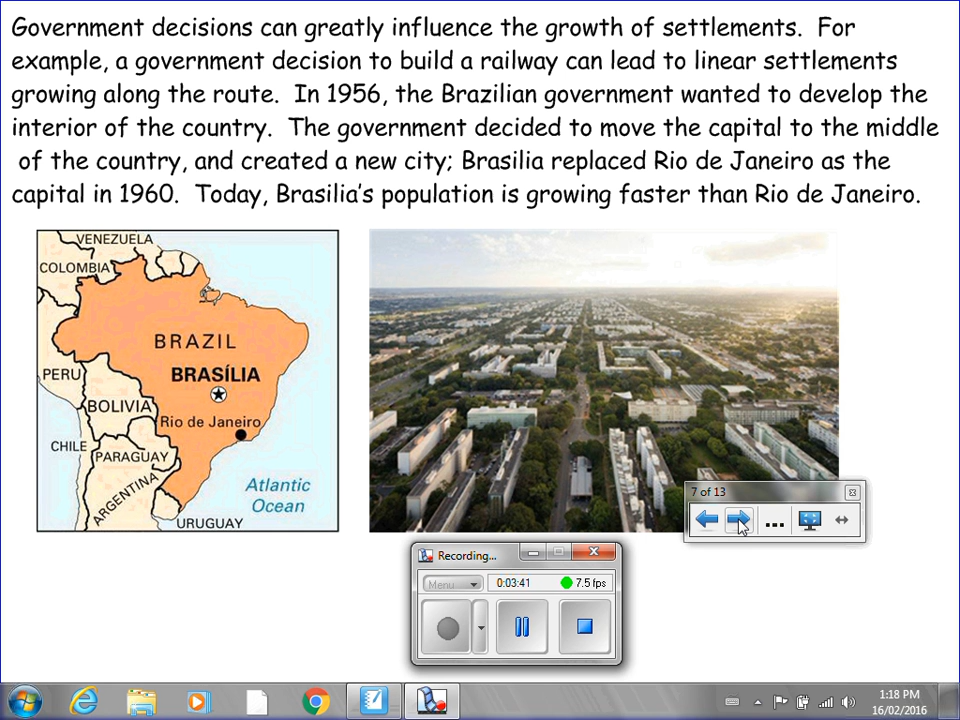 Government decisions can greatly influence the growth of settlements.  For
example, a government decision to build a railway can lead to linear settlements
growing along the route.  In 1956, the Brazilian government wanted to develop the
interior of the country.  The government decided to move the capital to the middle
of the country, and created a new city; Brasilia replaced Rio de Janeiro as the
capital in 1960.  Today, Brasilia's population is growing faster than Rio de Janeiro.
VENEZUELA
COLOMBIA
BRAZIL
BRASÍLIA
PERU
BOLIVIA
Rio de Janeiro
CHILE
PARAGUAY
ARGENTINA
Atlantic
Ocean
URUGUAY
7 of 13
...
Recording...
Menu
0:03:41
7.5 fps
1:18 PM
16/02/2016